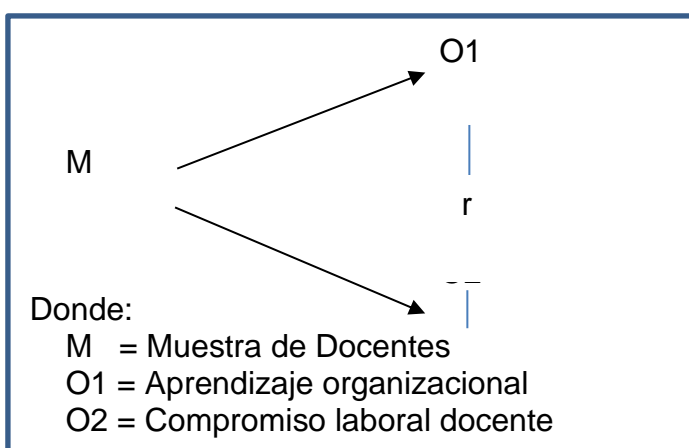 O1
M
r
Donde:
M = Muestra de Docentes
O1 = Aprendizaje organizacional
O2 = Compromiso laboral docente